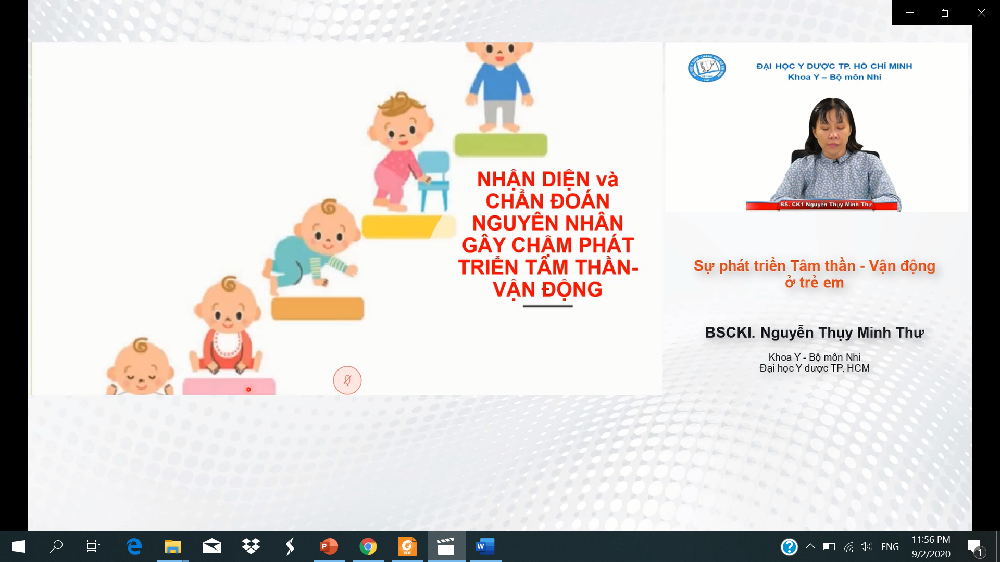 NHẬN DIỆN và
CHẨN ĐOÁN
NGUYÊN NHÂN
GÂY CHẬM PHÁT
TRIỂN TÂM THẦN-
VẬN ĐỘNG
ĐẠI HỌC Y DƯỢC TP. HỒ CHÍ MINH
Khoa Y – Bộ môn Nhi
BS. CK1 Nguyễn Thụy Minh Thư
Sự phát triển Tâm thần - Vận động
ở trẻ em
BSCKI. Nguyễn Thụy Minh Thư
Khoa Y - Bộ môn Nhi
Đại học Y dược TP. HCM
PDF
ENG
11:56 PM
9/2/2020
1